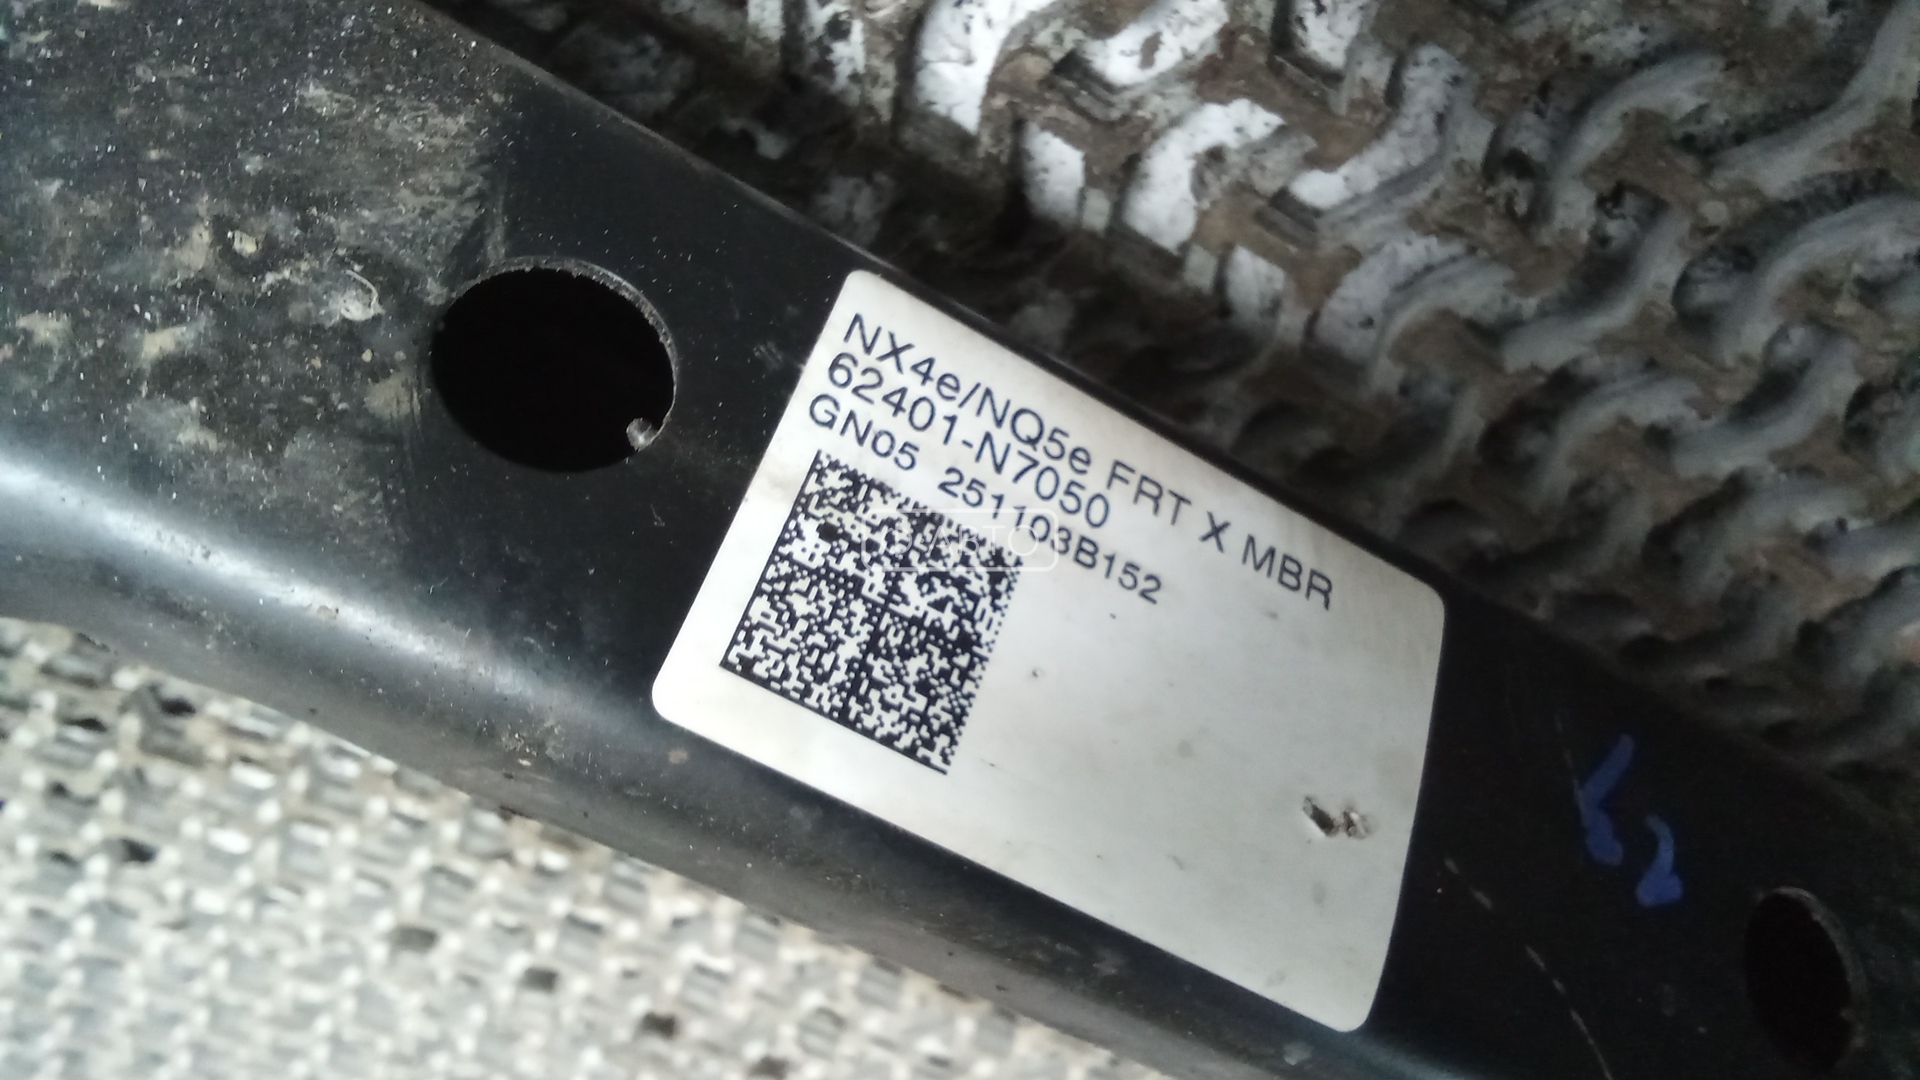 NX4e/NQ5e FRT X MBR
62401-N7050
GN05 251103B152